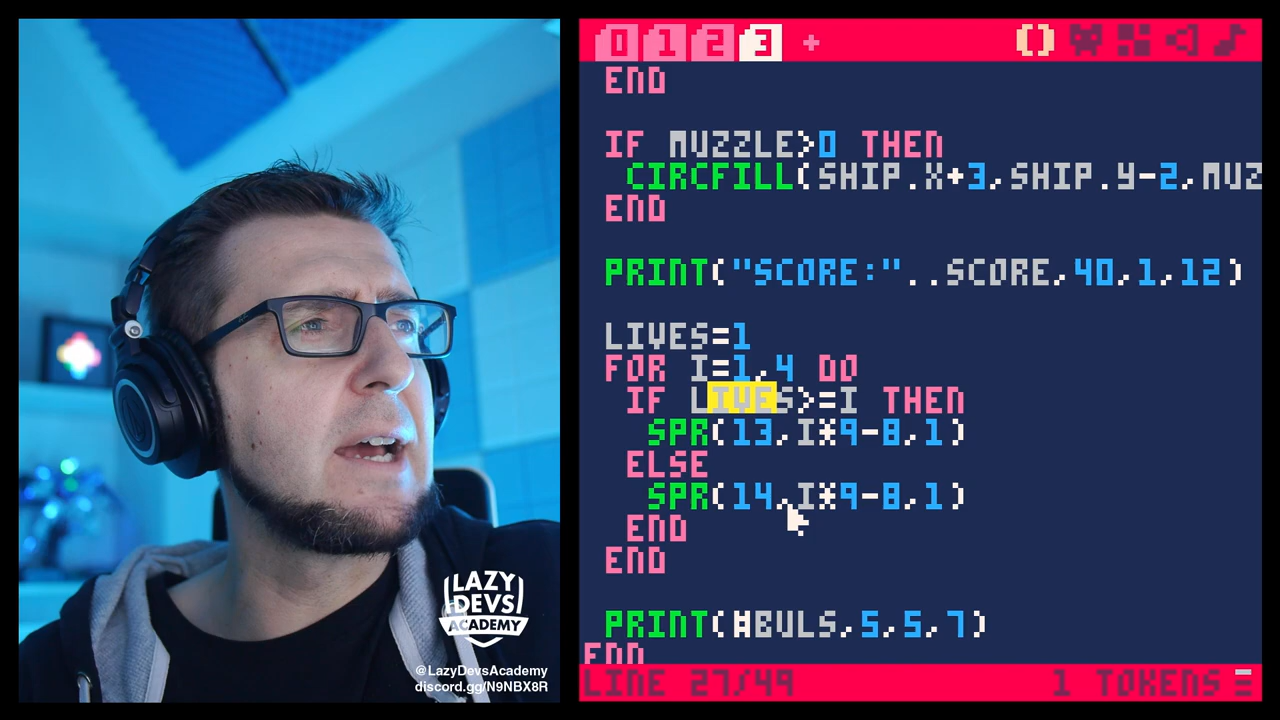 0 1 2 3 +
END
IF MUZZLE>0 THEN
CIRCFILL(SHIP.X+3,SHIP.Y-2,MUZ
END
PRINT("SCORE:"..SCORE,40,1,12)
LIVES=1
FOR I=1,4 DO
IF LIVES>=I THEN
SPR(13,I*9-8,1)
ELSE
SPR(14,I*9-8,1)
END
END
PRINT(#BULS,5,5,7)
END
LINE 27/49 1 TOKENS
LAZY
DEVS
ACADEMY
@LazyDevsAcademy
discord.gg/N9NBX8R